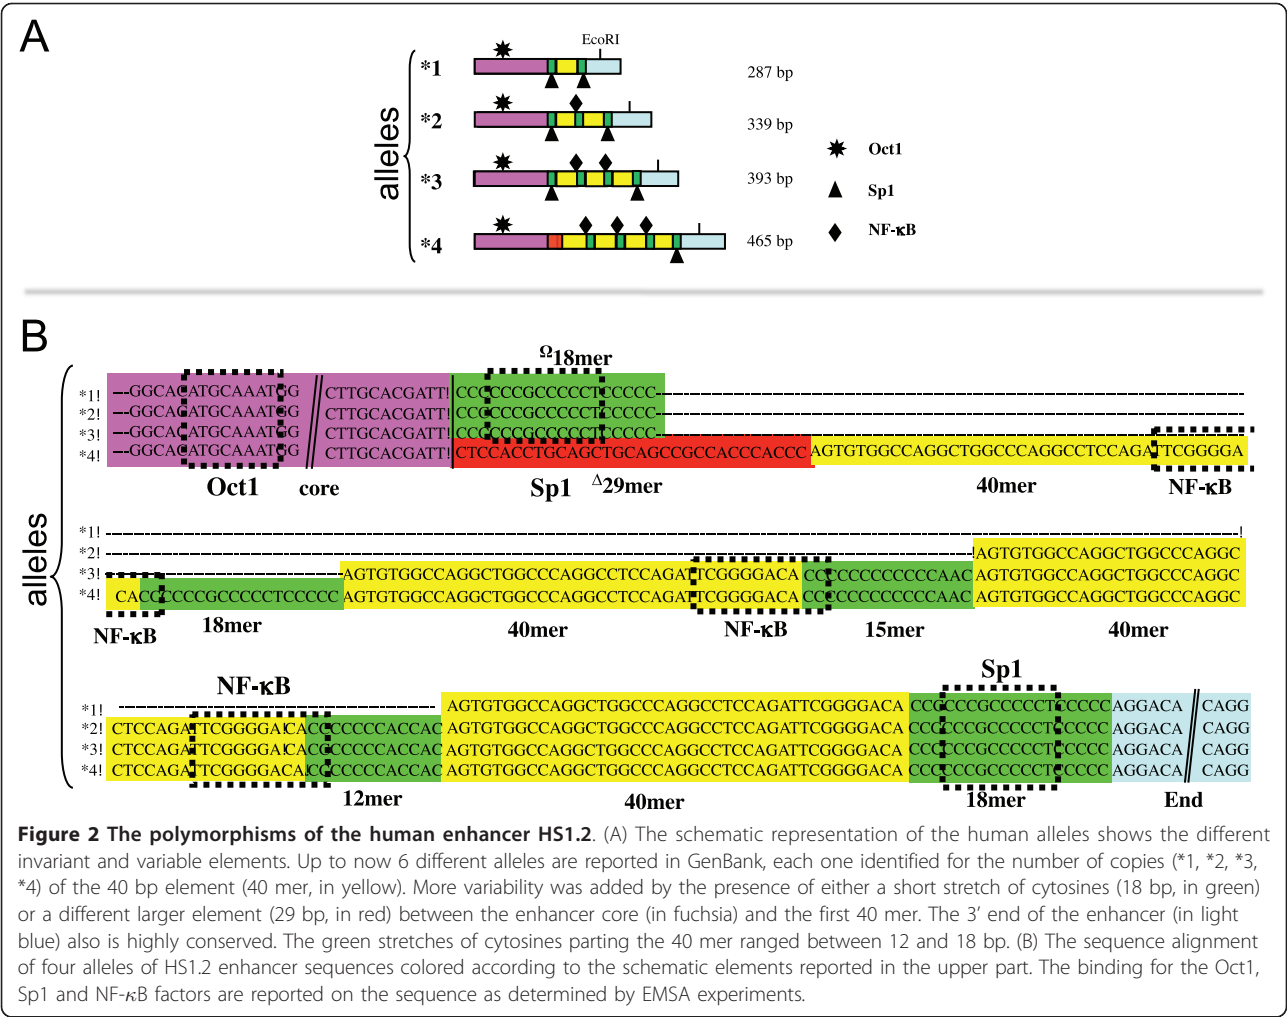 A
EcoRI
*1
287 bp
*2
339 bp
*3
393 bp
*4
465 bp
alleles
Oct1
Sp1
NF-κB
B
Ω18mer
*1! ---GGCACATGCAAATGG CTTGCACGATT! CCCCCCGCCCCCTCCCCC
*2! ---GGCACATGCAAATGG CTTGCACGATT! CCCCCCGCCCCCTCCCCC
*3! ---GGCACATGCAAATGG CTTGCACGATT! CCCCCCGCCCCCTCCCCC
*4! ---GGCACATGCAAATGG CTTGCACGATT! CTCCACCTGCAGCTGCAGCCGCCACCCACCC AGTGTGGCCAGGCTGGCCCAGGCCTCCAGATTCGGGGA
Oct1 core Sp1 Δ29mer 40mer NF-κB
alleles
*1! !
*2! !AGTGTGGCCAGGCTGGCCCAGGC
*3! AGTGTGGCCAGGCTGGCCCAGGCCTCCAGATTCGGGGACA CCCCCCCCCCCCAAC AGTGTGGCCAGGCTGGCCCAGGC
*4! CACCCCCCGCCCCCTCCCCC AGTGTGGCCAGGCTGGCCCAGGCCTCCAGATTCGGGGACA CCCCCCCCCCCCAAC AGTGTGGCCAGGCTGGCCCAGGC
NF-κB 18mer 40mer NF-κB 15mer 40mer
NF-κB Sp1
*1! AGTGTGGCCAGGCTGGCCCAGGCCTCCAGATTCGGGGACA CCCCCCGCCCCCTCCCCC AGGACA CAGG
*2! CTCCAGATTCGGGGA!CACCCCCCCCACCAC AGTGTGGCCAGGCTGGCCCAGGCCTCCAGATTCGGGGACA CCCCCCGCCCCCTCCCCC AGGACA CAGG
*3! CTCCAGATTCGGGGA!CACCCCCCCCACCAC AGTGTGGCCAGGCTGGCCCAGGCCTCCAGATTCGGGGACA CCCCCCGCCCCCTCCCCC AGGACA CAGG
*4! CTCCAGATTCGGGGACACCCCCCCCACCAC AGTGTGGCCAGGCTGGCCCAGGCCTCCAGATTCGGGGACA CCCCCCGCCCCCTCCCCC AGGACA CAGG
12mer 40mer 18mer End
Figure 2 The polymorphisms of the human enhancer HS1.2. (A) The schematic representation of the human alleles shows the different
invariant and variable elements. Up to now 6 different alleles are reported in GenBank, each one identified for the number of copies (*1, *2, *3,
*4) of the 40 bp element (40 mer, in yellow). More variability was added by the presence of either a short stretch of cytosines (18 bp, in green)
or a different larger element (29 bp, in red) between the enhancer core (in fuchsia) and the first 40 mer. The 3' end of the enhancer (in light
blue) also is highly conserved. The green stretches of cytosines parting the 40 mer ranged between 12 and 18 bp. (B) The sequence alignment
of four alleles of HS1.2 enhancer sequences colored according to the schematic elements reported in the upper part. The binding for the Oct1,
Sp1 and NF-κB factors are reported on the sequence as determined by EMSA experiments.